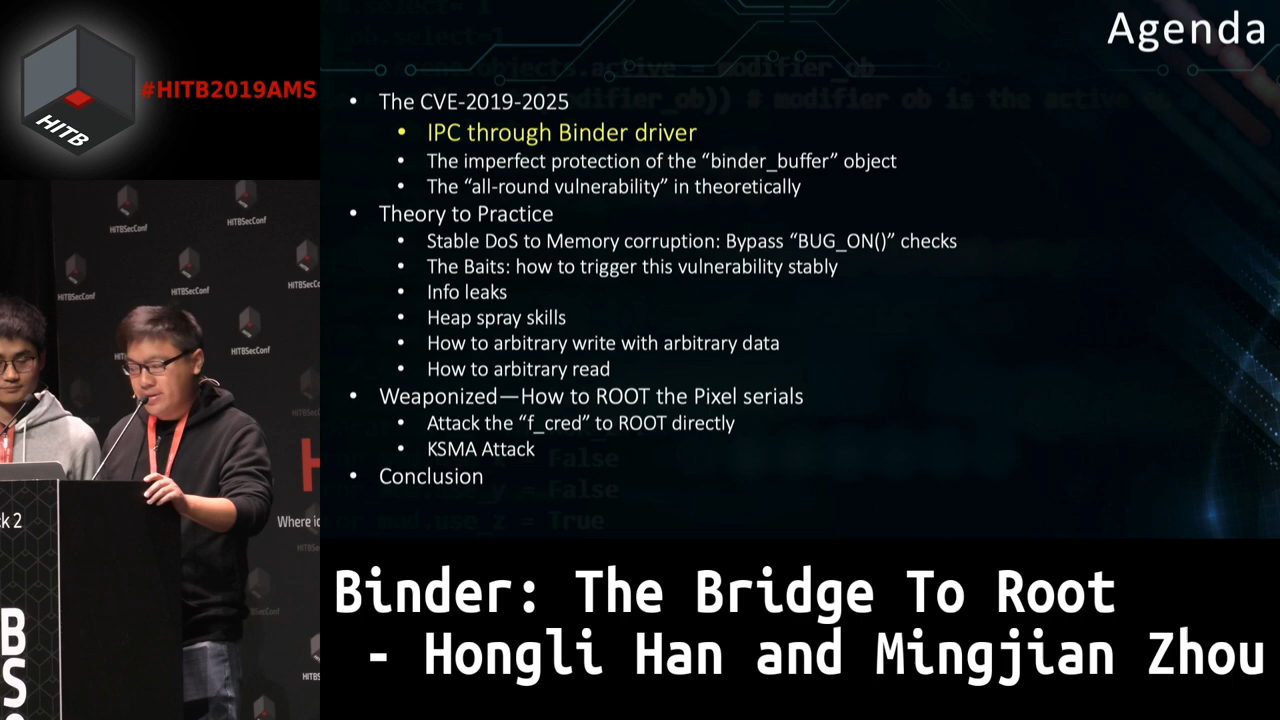 Agenda
#HITB2019AMS
HITB
• The CVE-2019-2025
• IPC through Binder driver
• The imperfect protection of the “binder_buffer” object
• The “all-round vulnerability” in theoretically
• Theory to Practice
• Stable DoS to Memory corruption: Bypass “BUG_ON()” checks
• The Baits: how to trigger this vulnerability stably
• Info leaks
• Heap spray skills
• How to arbitrary write with arbitrary data
• How to arbitrary read
• Weaponized—How to ROOT the Pixel serials
• Attack the “f_cred” to ROOT directly
• KSMA Attack
• Conclusion
HITBSecConf
HITBSecConf
HITBSecConf
HITBSecConf
HITBSecConf
Binder: The Bridge To Root
- Hongli Han and Mingjian Zhou